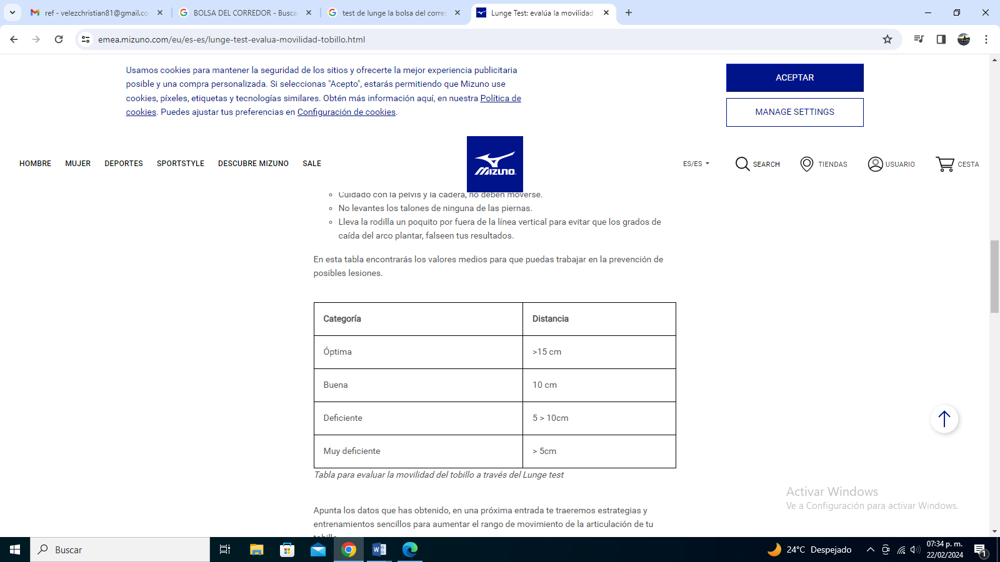 ref - velezchristian81@gmail.co
BOLSA DEL CORREDOR - Busca
test de lunge la bolsa del corre
Lunge Test: evalúa la movilidad
emea.mizuno.com/eu/es-es/lunge-test-evalua-movilidad-tobillo.html
Usamos cookies para mantener la seguridad de los sitios y ofrecerte la mejor experiencia publicitaria
posible y una compra personalizada. Si seleccionas "Acepto", estarás permitiendo que Mizuno use
cookies, píxeles, etiquetas y tecnologías similares. Obtén más información aquí, en nuestra Política de
cookies. Puedes ajustar tus preferencias en Configuración de cookies.
ACEPTAR
MANAGE SETTINGS
HOMBRE MUJER DEPORTES SPORTSTYLE DESCUBRE MIZUNO SALE
MIZUNO
ES/ES SEARCH TIENDAS USUARIO CESTA
Cuidado con la pelvis y la cadera, no deben moverse.
No levantes los talones de ninguna de las piernas.
Lleva la rodilla un poquito por fuera de la línea vertical para evitar que los grados de
caída del arco plantar, falseen tus resultados.
En esta tabla encontrarás los valores medios para que puedas trabajar en la prevención de
posibles lesiones.
Categoría Distancia
Óptima >15 cm
Buena 10 cm
Deficiente 5 > 10cm
Muy deficiente > 5cm
Tabla para evaluar la movilidad del tobillo a través del Lunge test
Activar Windows
Ve a Configuración para activar Windows.
Apunta los datos que has obtenido, en una próxima entrada te traeremos estrategias y
entrenamientos sencillos para aumentar el rango de movimiento de la articulación de tu
tobillo
Buscar
24°C Despejado
07:34 p. m.
22/02/2024
1